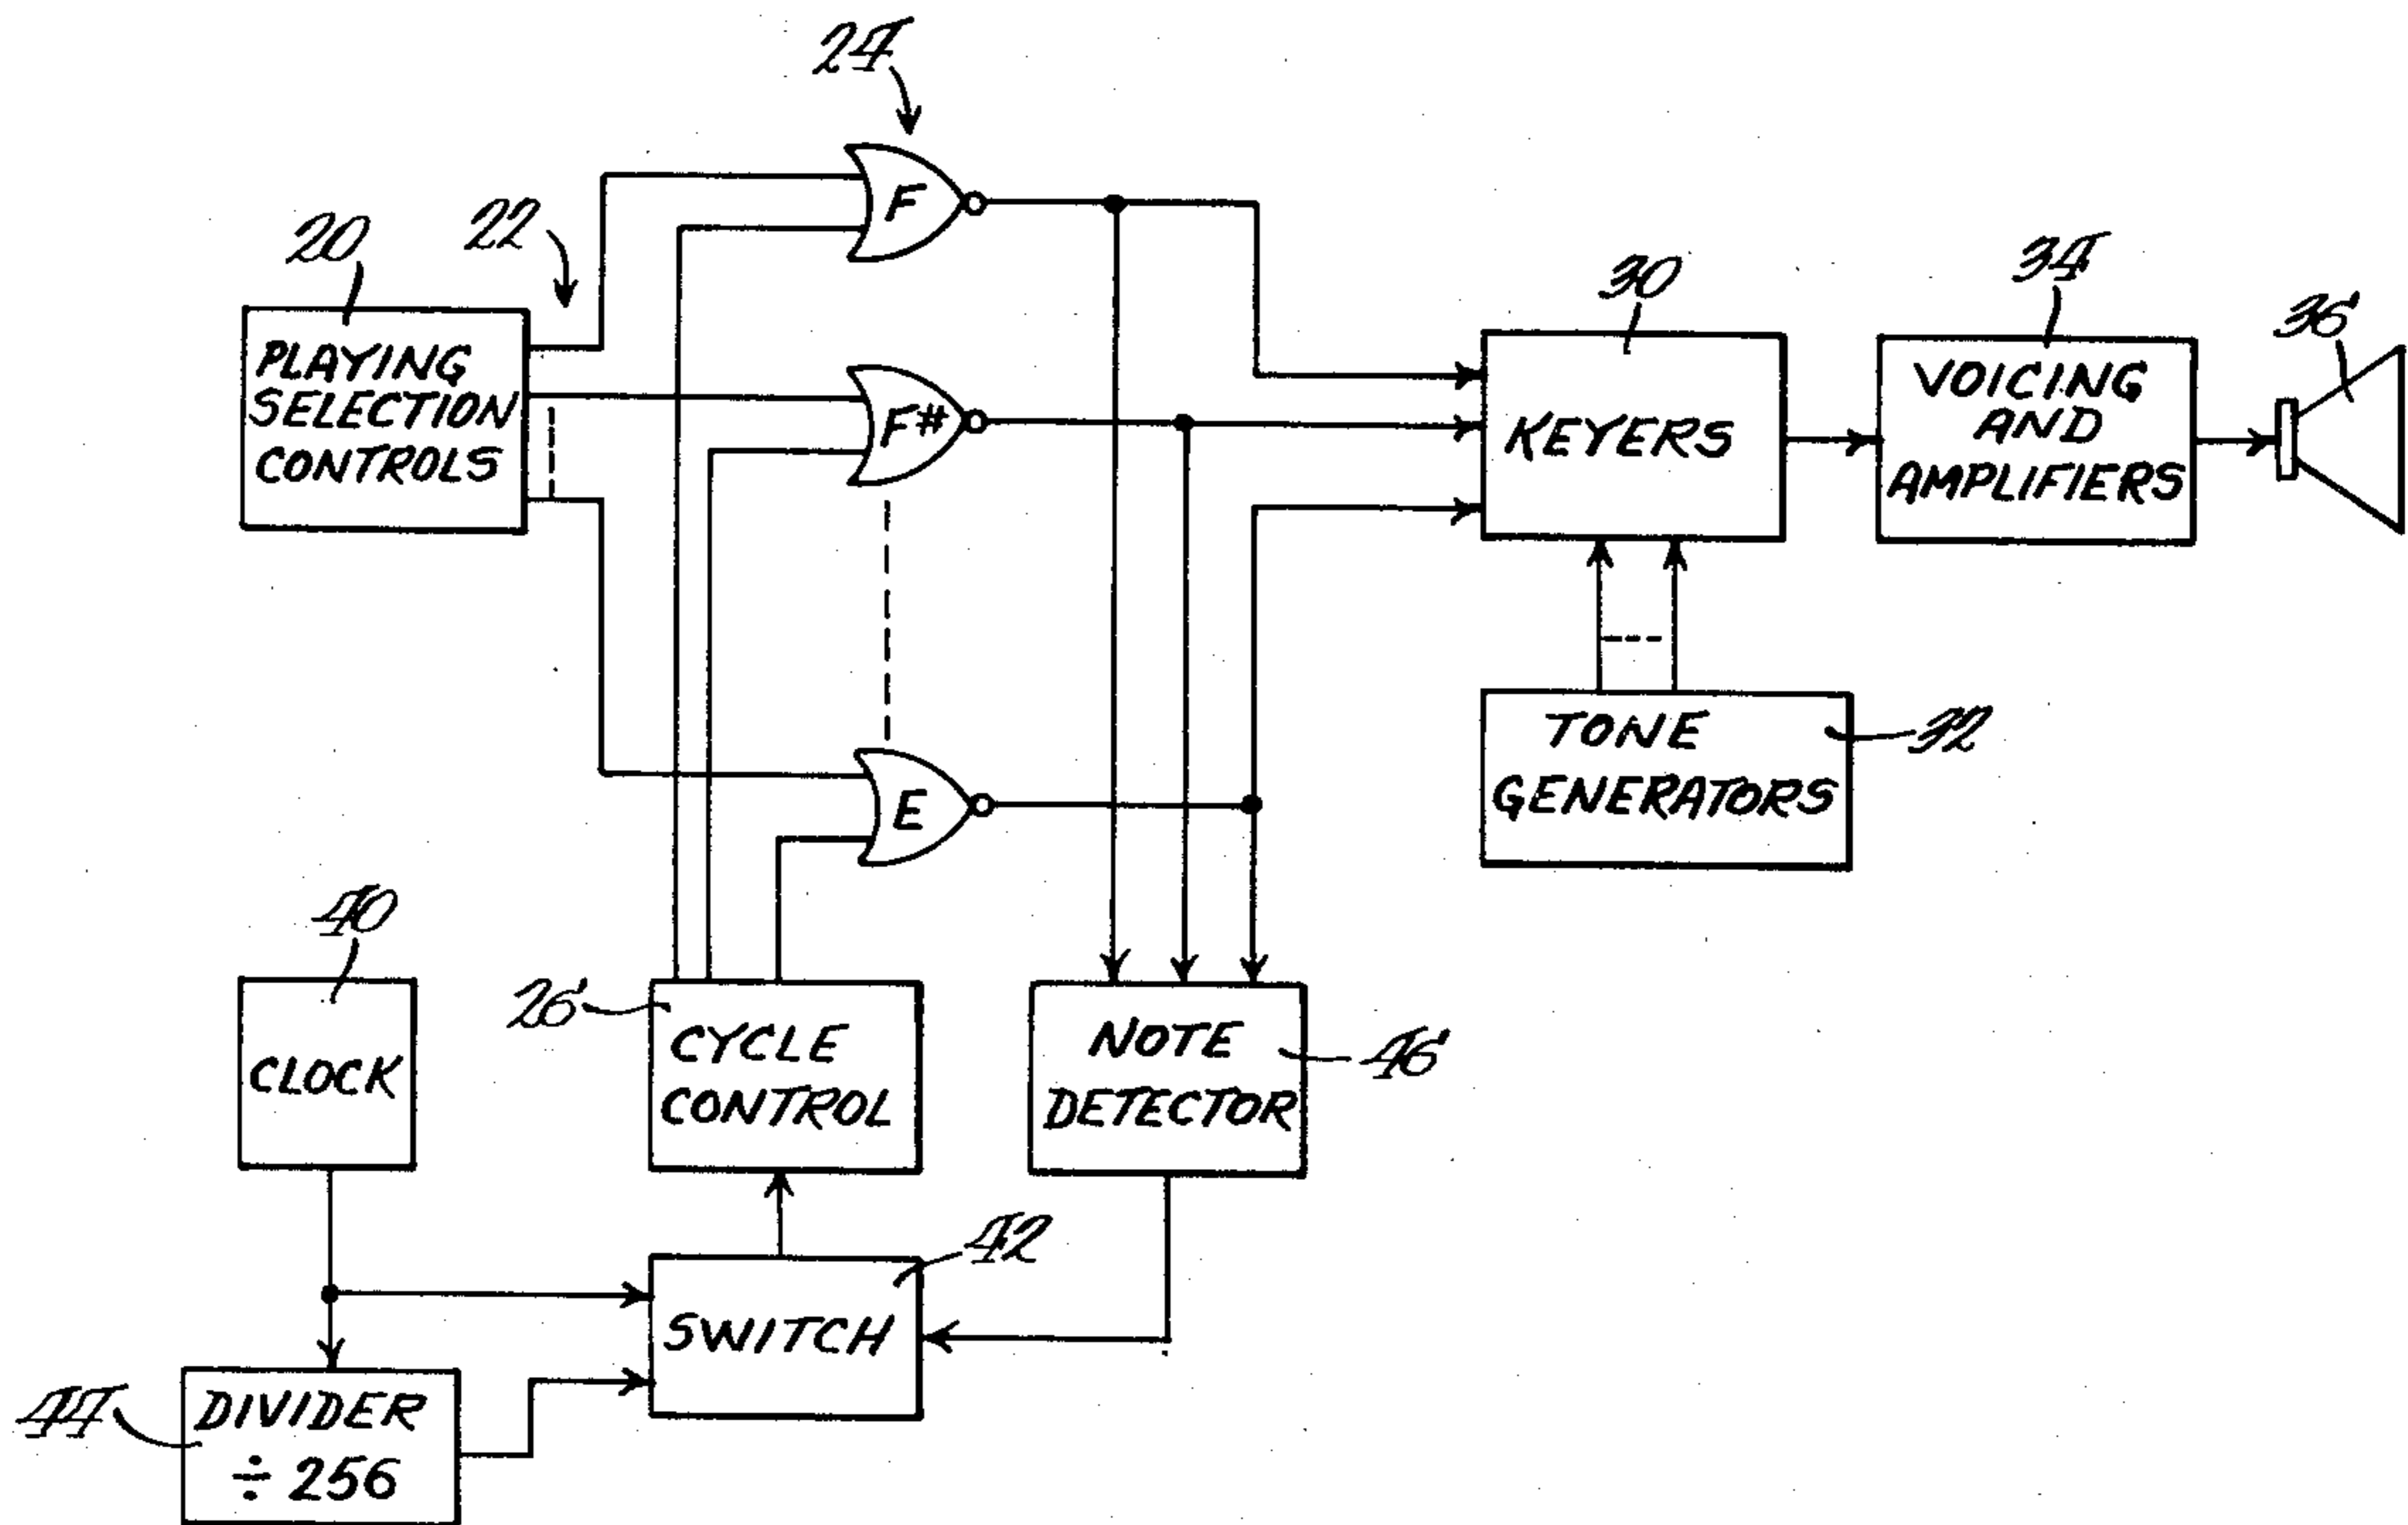 24
20
22
F
30
34
36
PLAYING
SELECTION
CONTROLS
F#
KEYERS
VOICING
AND
AMPLIFIERS
E
TONE
GENERATORS
32
40
26
CLOCK
CYCLE
CONTROL
NOTE
DETECTOR
46
42
SWITCH
44
DIVIDER
÷ 256